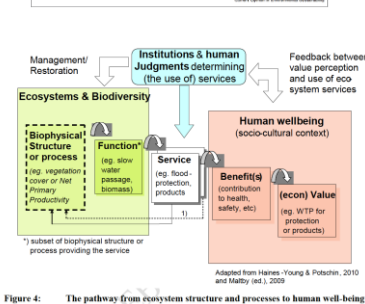 Institutions & human
Judgments determining
(the use of) services
Management/
Restoration
Feedback between
value perception
and use of eco
system services
Ecosystems & Biodiversity
Human wellbeing
(socio-cultural context)
Biophysical
Structure
or process
(eg. vegetation
cover or Net
Primary
Productivity)
Function*
(eg. slow
water
passage,
biomass)
Service
(eg. flood-
protection,
products
Benefit(s)
(contribution
to health,
safety, etc)
(econ) Value
(eg. WTP for
protection
or products)
1)
*) subset of biophysical structure or
process providing the service
Adapted from Haines -Young & Potschin, 2010
and Maltby (ed.), 2009
Figure 4: The pathway from ecosystem structure and processes to human well-being